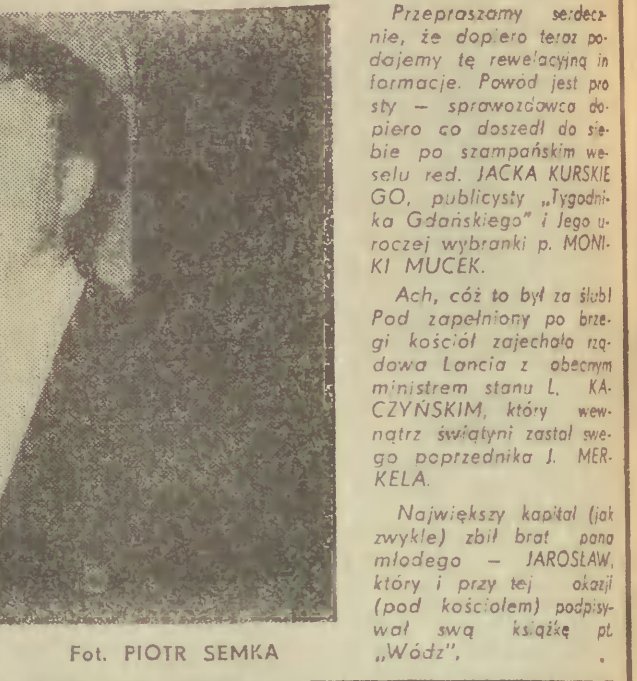 Przepraszamy serdecz-
nie, że dopiero teraz po-
dajemy tę rewelacyjną in
formacje. Powód jest pro
sty — sprawozdawca do-
piero co doszedł do sie-
bie po szampańskim we-
selu red. JACKA KURSKIE
GO, publicysty „Tygodni-
ka Gdańskiego" i Jego u-
roczej wybranki p. MONI-
KI MUCEK.
Ach, cóż to był za ślub!
Pod zapełniony po brze-
gi kościół zajechała rzą-
dowa Lancia z obecnym
ministrem stanu L. KA-
CZYŃSKIM, który wew-
nątrz świątyni zastał swe-
go poprzednika J. MER-
KELA.
Największy kapitał (jak
zwykle) zbił brat pana
młodego — JAROSŁAW,
który i przy tej okazji
(pod kościołem) podpisy-
wał swą książkę pt.
„Wódz",
Fot. PIOTR SEMKA